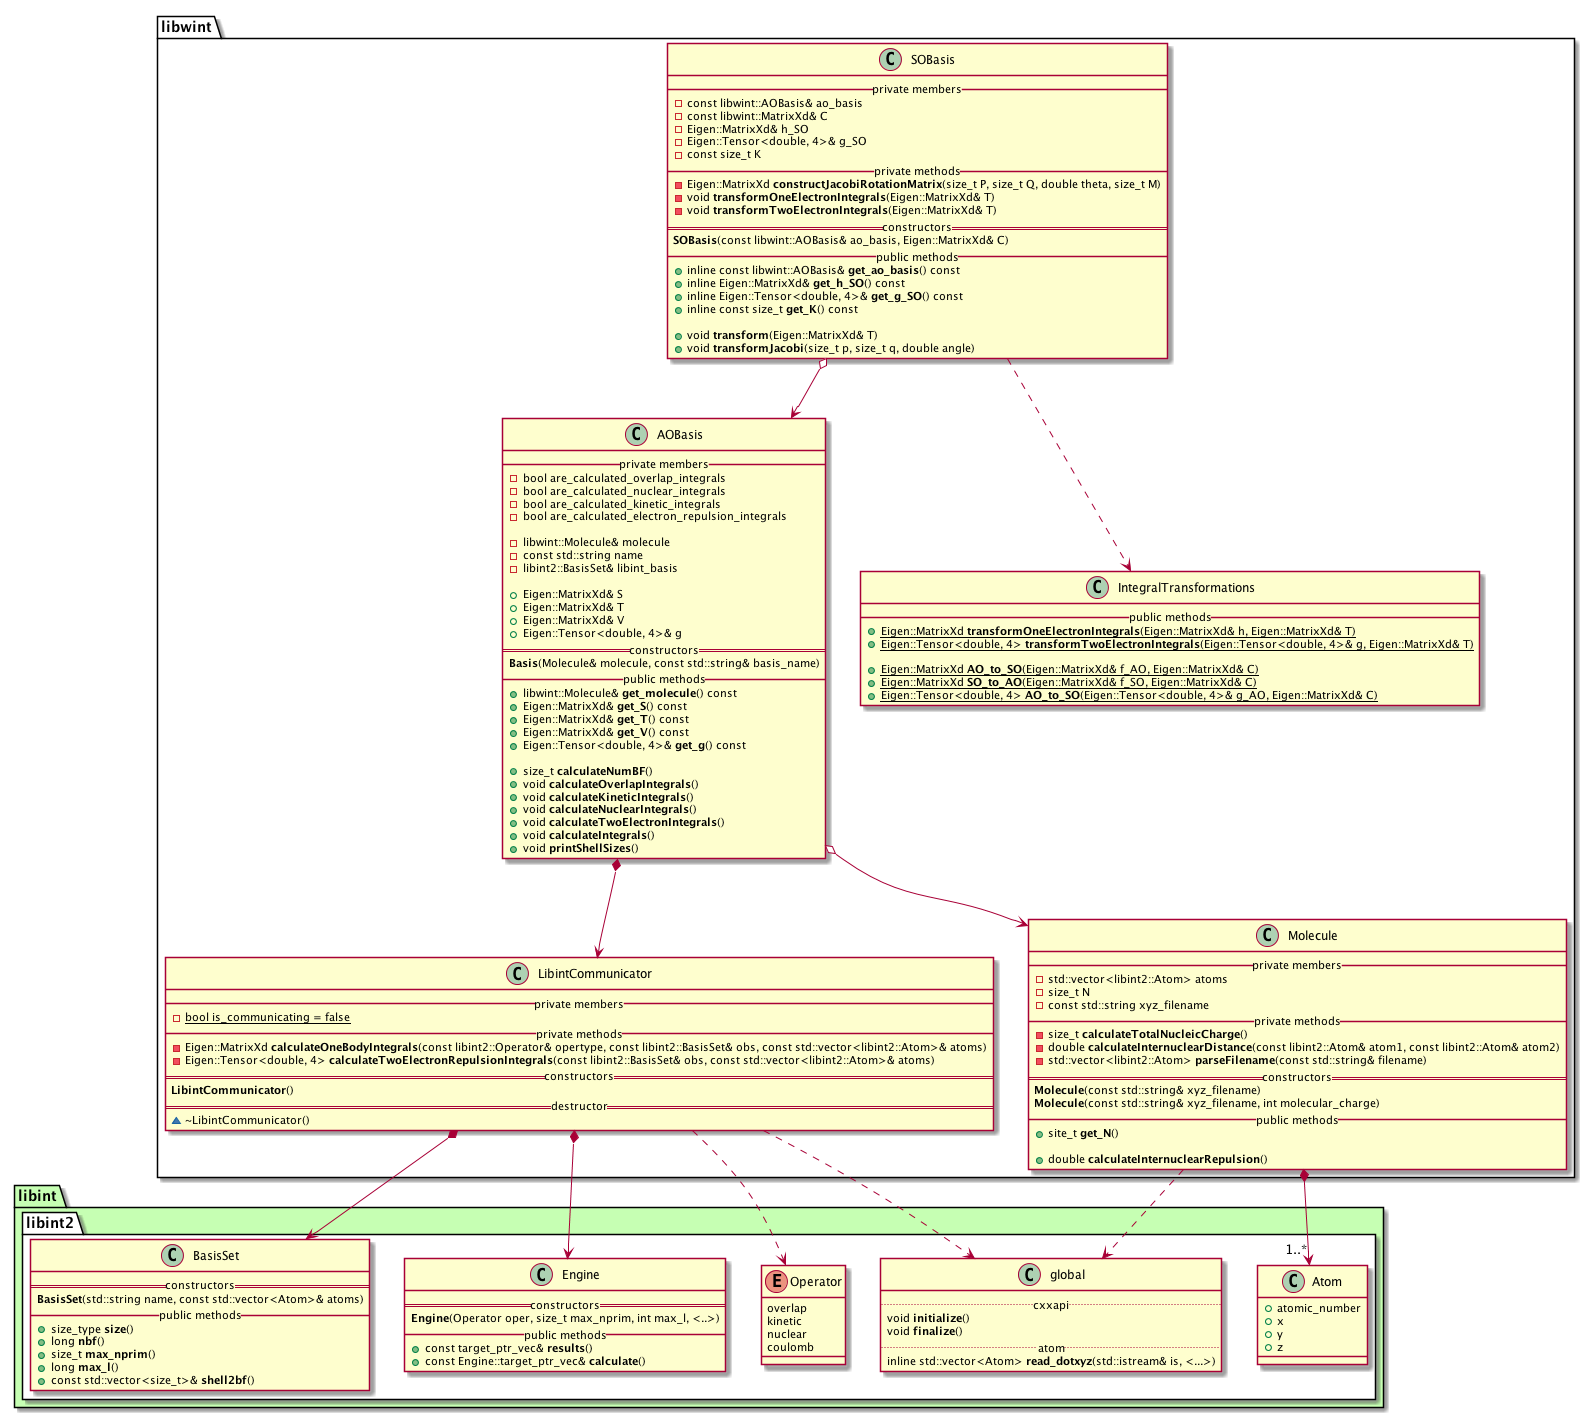 libwint
C SOBasis
private members
const libwint::AOBasis& ao_basis
const libwint::MatrixXd& C
Eigen::MatrixXd& h_SO
Eigen::Tensor<double, 4>& g_SO
const size_t K
private methods
Eigen::MatrixXd constructJacobiRotationMatrix(size_t P, size_t Q, double theta, size_t M)
void transformOneElectronIntegrals(Eigen::MatrixXd& T)
void transformTwoElectronIntegrals(Eigen::MatrixXd& T)
constructors
SOBasis(const libwint::AOBasis& ao_basis, Eigen::MatrixXd& C)
public methods
inline const libwint::AOBasis& get_ao_basis() const
inline Eigen::MatrixXd& get_h_SO() const
inline Eigen::Tensor<double, 4>& get_g_SO() const
inline const size_t get_K() const
void transform(Eigen::MatrixXd& T)
void transformJacobi(size_t p, size_t q, double angle)
C AOBasis
private members
bool are_calculated_overlap_integrals
bool are_calculated_nuclear_integrals
bool are_calculated_kinetic_integrals
bool are_calculated_electron_repulsion_integrals
libwint::Molecule& molecule
const std::string name
libint2::BasisSet& libint_basis
Eigen::MatrixXd& S
Eigen::MatrixXd& T
Eigen::MatrixXd& V
Eigen::Tensor<double, 4>& g
constructors
Basis(Molecule& molecule, const std::string& basis_name)
public methods
libwint::Molecule& get_molecule() const
Eigen::MatrixXd& get_S() const
Eigen::MatrixXd& get_T() const
Eigen::MatrixXd& get_V() const
Eigen::Tensor<double, 4>& get_g() const
size_t calculateNumBF()
void calculateOverlapIntegrals()
void calculateKineticIntegrals()
void calculateNuclearIntegrals()
void calculateTwoElectronIntegrals()
void calculateIntegrals()
void printShellSizes()
C IntegralTransformations
public methods
Eigen::MatrixXd transformOneElectronIntegrals(Eigen::MatrixXd& h, Eigen::MatrixXd& T)
Eigen::Tensor<double, 4> transformTwoElectronIntegrals(Eigen::Tensor<double, 4>& g, Eigen::MatrixXd& T)
Eigen::MatrixXd AO_to_SO(Eigen::MatrixXd& f_AO, Eigen::MatrixXd& C)
Eigen::MatrixXd SO_to_AO(Eigen::MatrixXd& f_SO, Eigen::MatrixXd& C)
Eigen::Tensor<double, 4> AO_to_SO(Eigen::Tensor<double, 4>& g_AO, Eigen::MatrixXd& C)
C LibintCommunicator
private members
bool is_communicating = false
private methods
Eigen::MatrixXd calculateOneBodyIntegrals(const libint2::Operator& opertype, const libint2::BasisSet& obs, const std::vector<libint2::Atom>& atoms)
Eigen::Tensor<double, 4> calculateTwoElectronRepulsionIntegrals(const libint2::BasisSet& obs, const std::vector<libint2::Atom>& atoms)
constructors
LibintCommunicator()
destructor
~LibintCommunicator()
C Molecule
private members
std::vector<libint2::Atom> atoms
size_t N
const std::string xyz_filename
private methods
size_t calculateTotalNucleicCharge()
double calculateInternuclearDistance(const libint2::Atom& atom1, const libint2::Atom& atom2)
std::vector<libint2::Atom> parseFilename(const std::string& filename)
constructors
Molecule(const std::string& xyz_filename)
Molecule(const std::string& xyz_filename, int molecular_charge)
public methods
site_t get_N()
double calculateInternuclearRepulsion()
libint
libint2
C BasisSet
constructors
BasisSet(std::string name, const std::vector<Atom>& atoms)
public methods
size_type size()
long nbf()
size_t max_nprim()
long max_l()
const std::vector<size_t>& shell2bf()
C Engine
constructors
Engine(Operator oper, size_t max_nprim, int max_l, <..>)
public methods
const target_ptr_vec& results()
const Engine::target_ptr_vec& calculate()
E Operator
overlap
kinetic
nuclear
coulomb
C global
cxxapi
void initialize()
void finalize()
atom
inline std::vector<Atom> read_dotxyz(std::istream& is, <...>)
1..*
C Atom
atomic_number
x
y
z